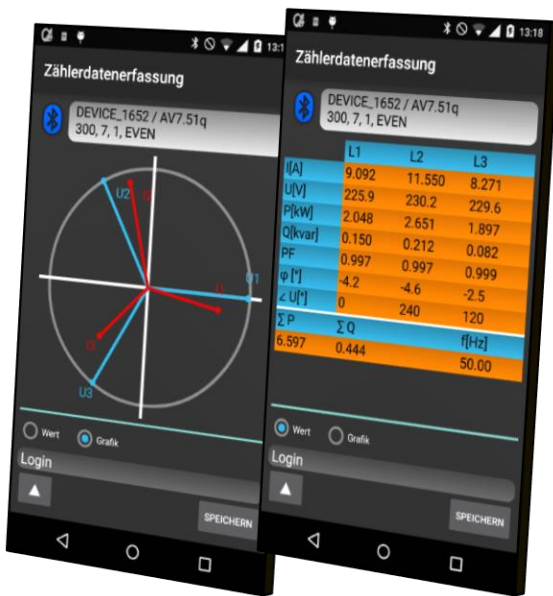 13:1
Zählerdatenerfassung
DEVICE_1652 / AV7.51q
300, 7, 1, EVEN
U2
U1
I1
I3
U3
Wert
Grafik
Login
SPEICHERN
13:18
Zählerdatenerfassung
DEVICE_1652 / AV7.51q
300, 7, 1, EVEN
L1 L2 L3
I[A] 9.092 11.550 8.271
U[V] 225.9 230.2 229.6
P[kW] 2.048 2.651 1.897
Q[kvar] 0.150 0.212 0.082
PF 0.997 0.997 0.999
φ [°] -4.2 -4.6 -2.5
∠ U[°] 0 240 120
∑ P ∑ Q f[Hz]
6.597 0.444 50.00
Wert
Grafik
Login
SPEICHERN